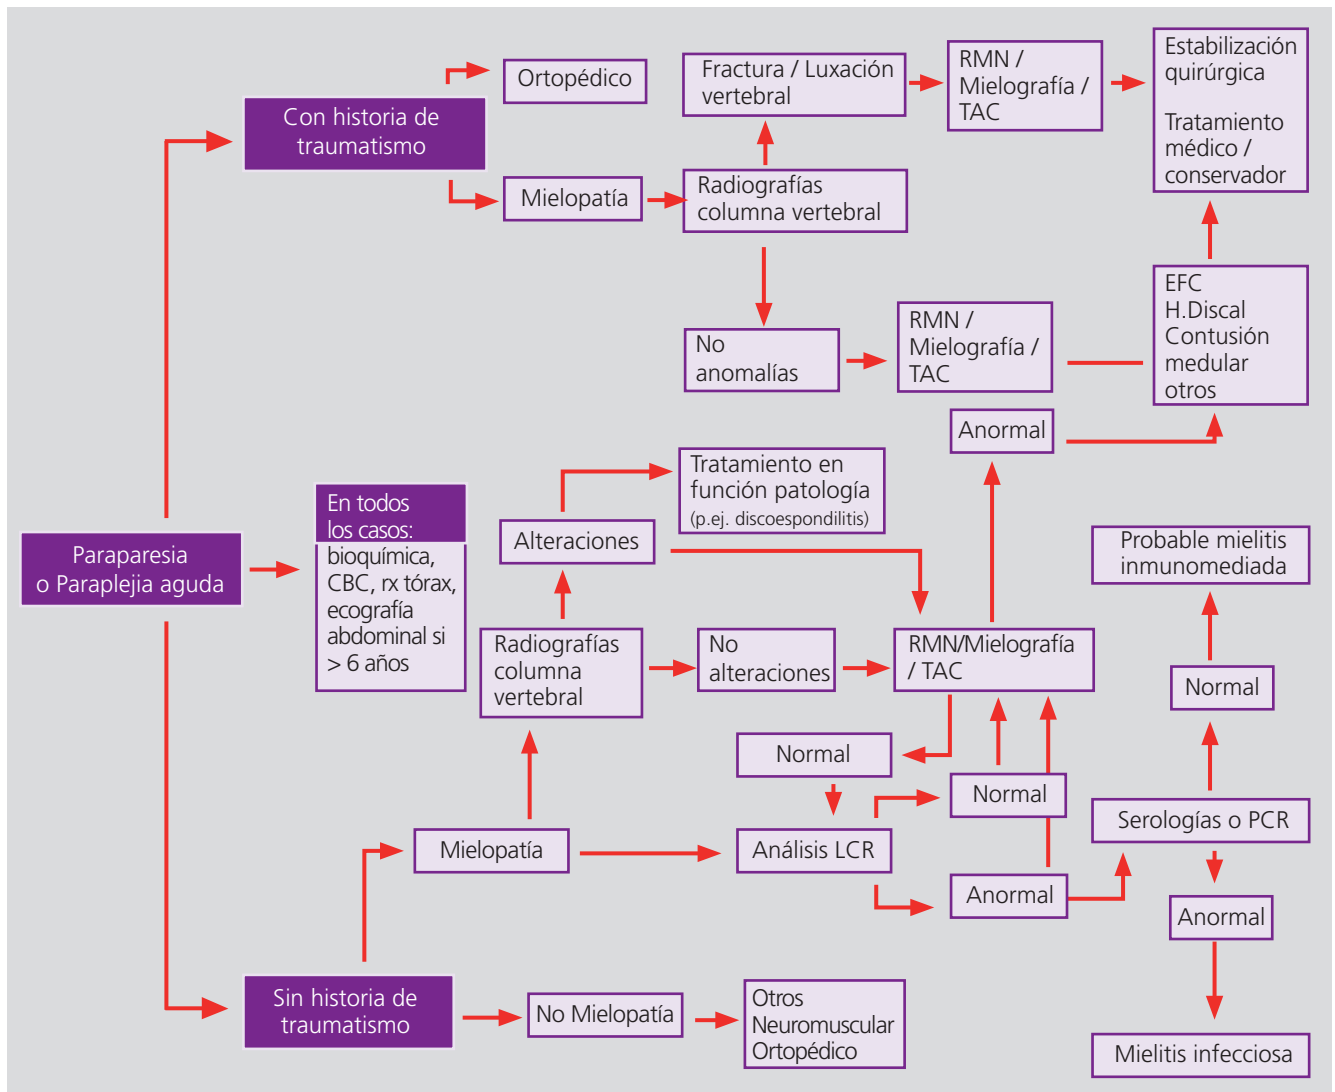 Ortopédico
Con historia de
traumatismo
Mielopatía
Fractura / Luxación
vertebral
RMN /
Mielografía /
TAC
Estabilización
quirúrgica
Tratamiento
médico /
conservador
Radiografías
columna vertebral
No
anomalías
RMN /
Mielografía /
TAC
EFC
H.Discal
Contusión
medular
otros
Anormal
Paraparesia
o Paraplejia aguda
En todos
los casos:
bioquímica,
CBC, rx tórax,
ecografía
abdominal si
> 6 años
Tratamiento en
función patología
(p.ej. discoespondilitis)
Alteraciones
Radiografías
columna
vertebral
No
alteraciones
RMN/Mielografía
/ TAC
Probable mielitis
inmunomediada
Normal
Normal
Normal
Mielopatía
Análisis LCR
Serologías o PCR
Anormal
Anormal
Sin historia de
traumatismo
No Mielopatía
Otros
Neuromuscular
Ortopédico
Mielitis infecciosa